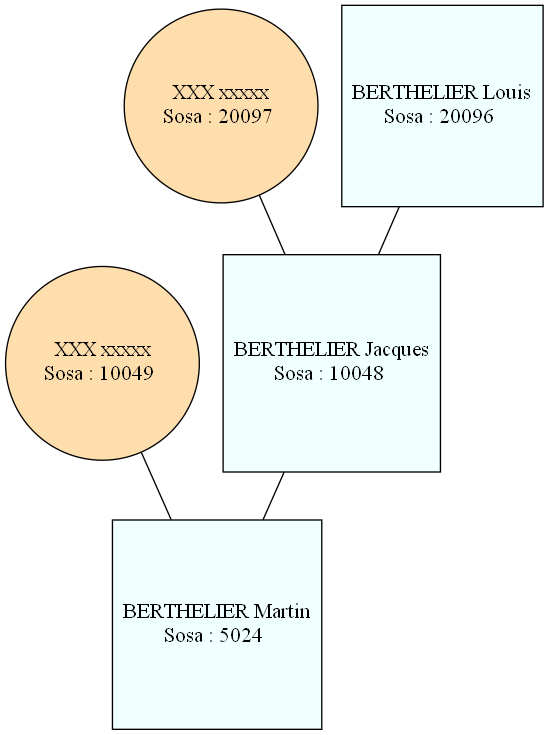 XXX xxxxx
Sosa : 20097
BERTHELIER Louis
Sosa : 20096
XXX xxxxx
Sosa : 10049
BERTHELIER Jacques
Sosa : 10048
BERTHELIER Martin
Sosa : 5024